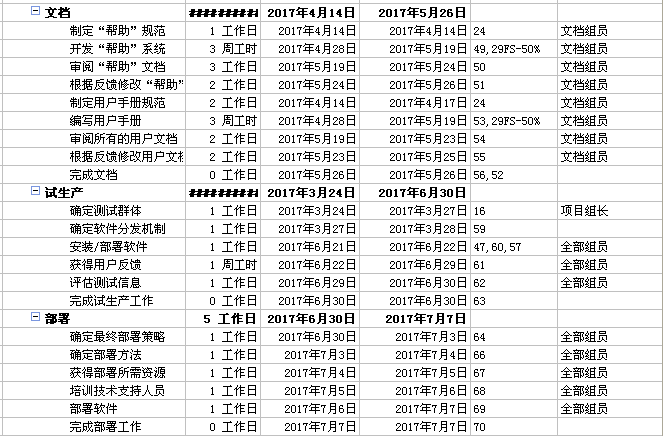 文档 ########## 2017年4月14日 2017年5月26日
制定“帮助”规范 1 工作日 2017年4月14日 2017年4月14日 24 文档组员
开发“帮助”系统 3 周工时 2017年4月28日 2017年5月19日 49,29FS-50% 文档组员
审阅“帮助”文档 3 工作日 2017年5月19日 2017年5月24日 50 文档组员
根据反馈修改“帮助” 2 工作日 2017年5月24日 2017年5月26日 51 文档组员
制定用户手册规范 2 工作日 2017年4月14日 2017年4月17日 24 文档组员
编写用户手册 3 周工时 2017年4月28日 2017年5月19日 53,29FS-50% 文档组员
审阅所有的用户文档 2 工作日 2017年5月19日 2017年5月23日 54 文档组员
根据反馈修改用户文档 2 工作日 2017年5月23日 2017年5月25日 55 文档组员
完成文档 0 工作日 2017年5月26日 2017年5月26日 56,52
试生产 ########## 2017年3月24日 2017年6月30日
确定测试群体 1 工作日 2017年3月24日 2017年3月27日 16 项目组长
确定软件分发机制 1 工作日 2017年3月27日 2017年3月28日 59
安装/部署软件 1 工作日 2017年6月21日 2017年6月22日 47,60,57 全部组员
获得用户反馈 1 周工时 2017年6月22日 2017年6月29日 61 全部组员
评估测试信息 1 工作日 2017年6月29日 2017年6月30日 62 全部组员
完成试生产工作 0 工作日 2017年6月30日 2017年6月30日 63
部署 5 工作日 2017年6月30日 2017年7月7日
确定最终部署策略 1 工作日 2017年6月30日 2017年7月3日 64 全部组员
确定部署方法 1 工作日 2017年7月3日 2017年7月4日 66 全部组员
获得部署所需资源 1 工作日 2017年7月4日 2017年7月5日 67 全部组员
培训技术支持人员 1 工作日 2017年7月5日 2017年7月6日 68 全部组员
部署软件 1 工作日 2017年7月6日 2017年7月7日 69 全部组员
完成部署工作 0 工作日 2017年7月7日 2017年7月7日 70